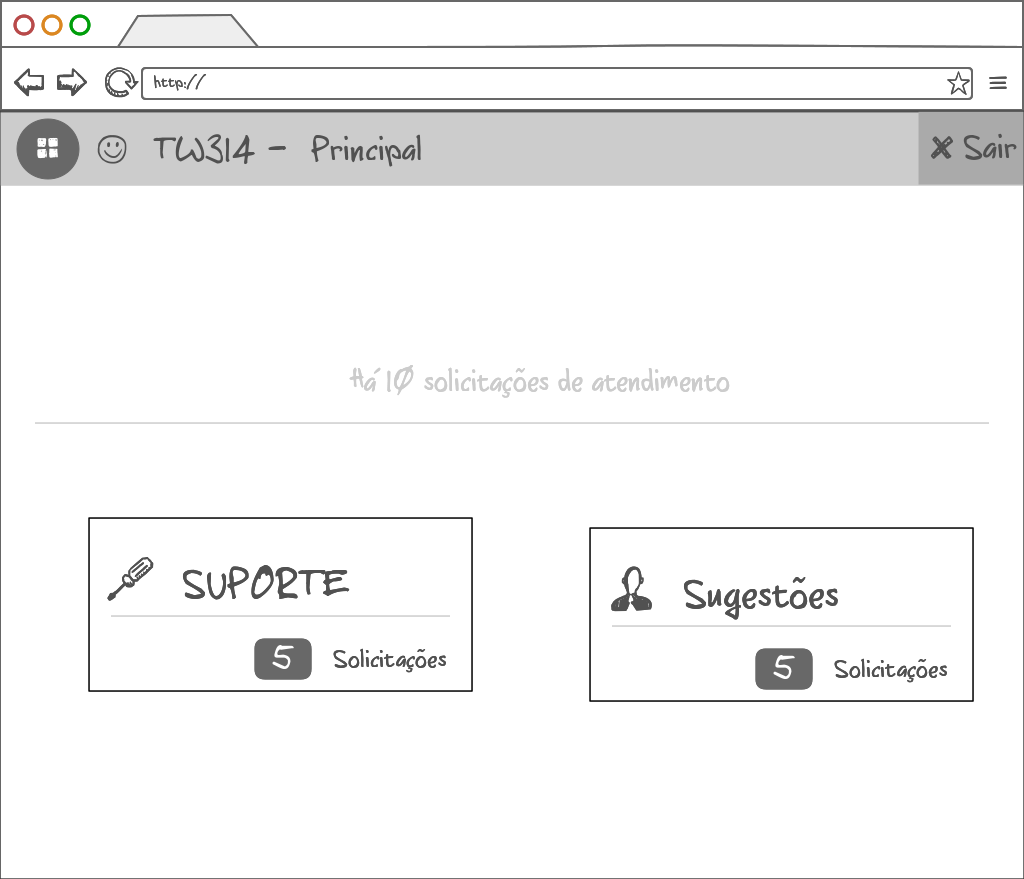 http://
TW314 - Principal
Sair
Há 10 solicitações de atendimento
SUPORTE
5 Solicitações
Sugestões
5 Solicitações